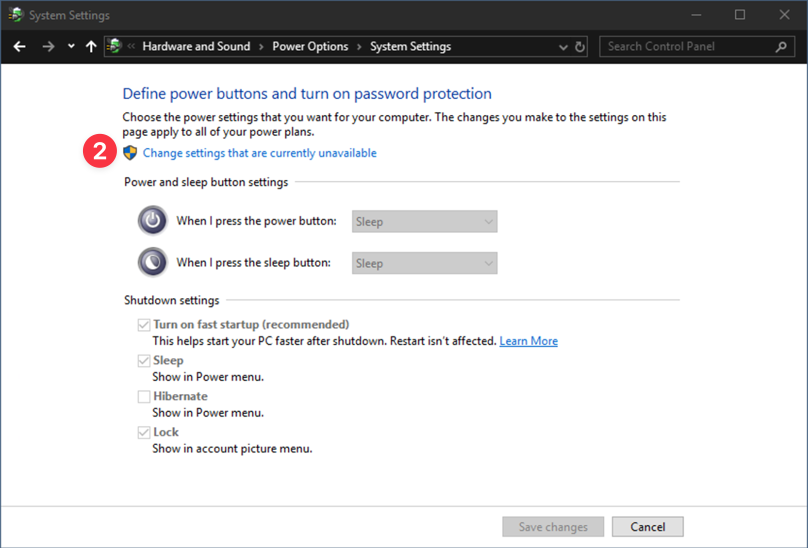 System Settings
« Hardware and Sound › Power Options › System Settings
Search Control Panel
Define power buttons and turn on password protection
Choose the power settings that you want for your computer. The changes you make to the settings on this
page apply to all of your power plans.
2 Change settings that are currently unavailable
Power and sleep button settings
When I press the power button: Sleep
When I press the sleep button: Sleep
Shutdown settings
Turn on fast startup (recommended)
This helps start your PC faster after shutdown. Restart isn't affected. Learn More
Sleep
Show in Power menu.
Hibernate
Show in Power menu.
Lock
Show in account picture menu.
Save changes Cancel